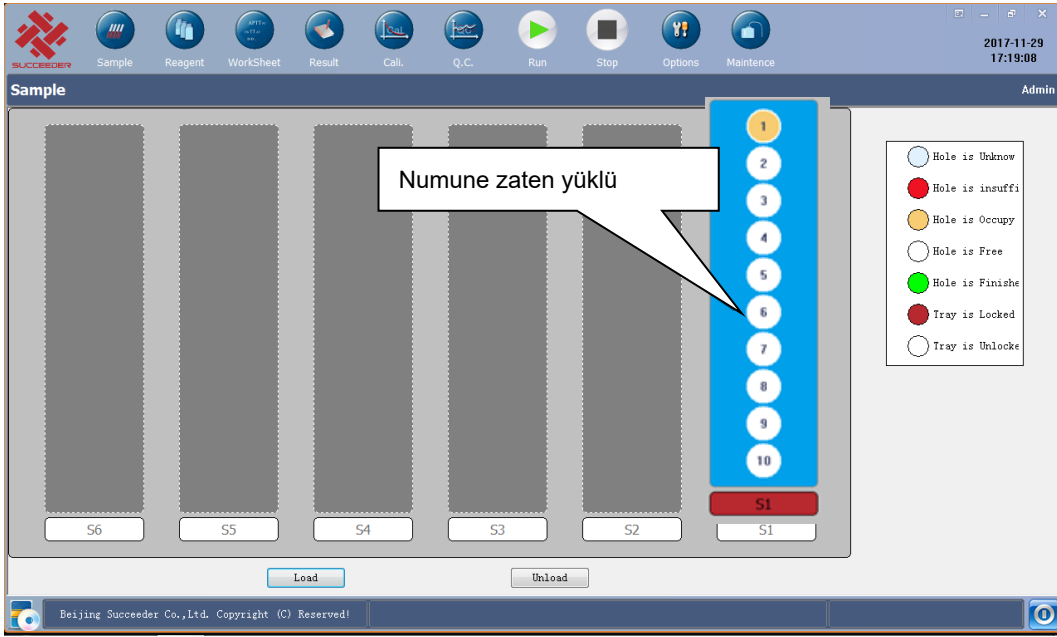 SUCCEEDER
Sample
Reagent
WorkSheet
Result
Cali.
Q.C.
Run
Stop
Options
Maintence
2017-11-29
17:19:08
Sample
Admin
Numune zaten yüklü
1
2
3
4
5
6
7
8
9
10
S1
S6
S5
S4
S3
S2
S1
Hole is Unknow
Hole is insuffi
Hole is Occupy
Hole is Free
Hole is Finishe
Tray is Locked
Tray is Unlocke
Load
Unload
Beijing Succeeder Co.,Ltd. Copyright (C) Reserved!